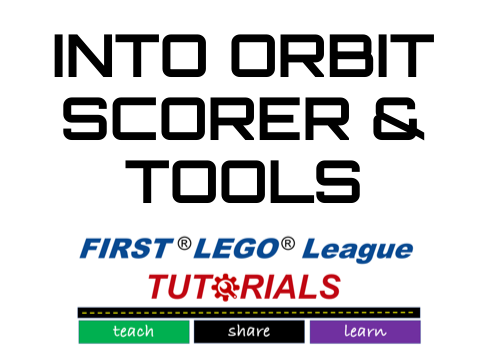 INTO ORBIT
SCORER &
TOOLS
FIRST® LEGO® League
TUTORIALS
teach share learn